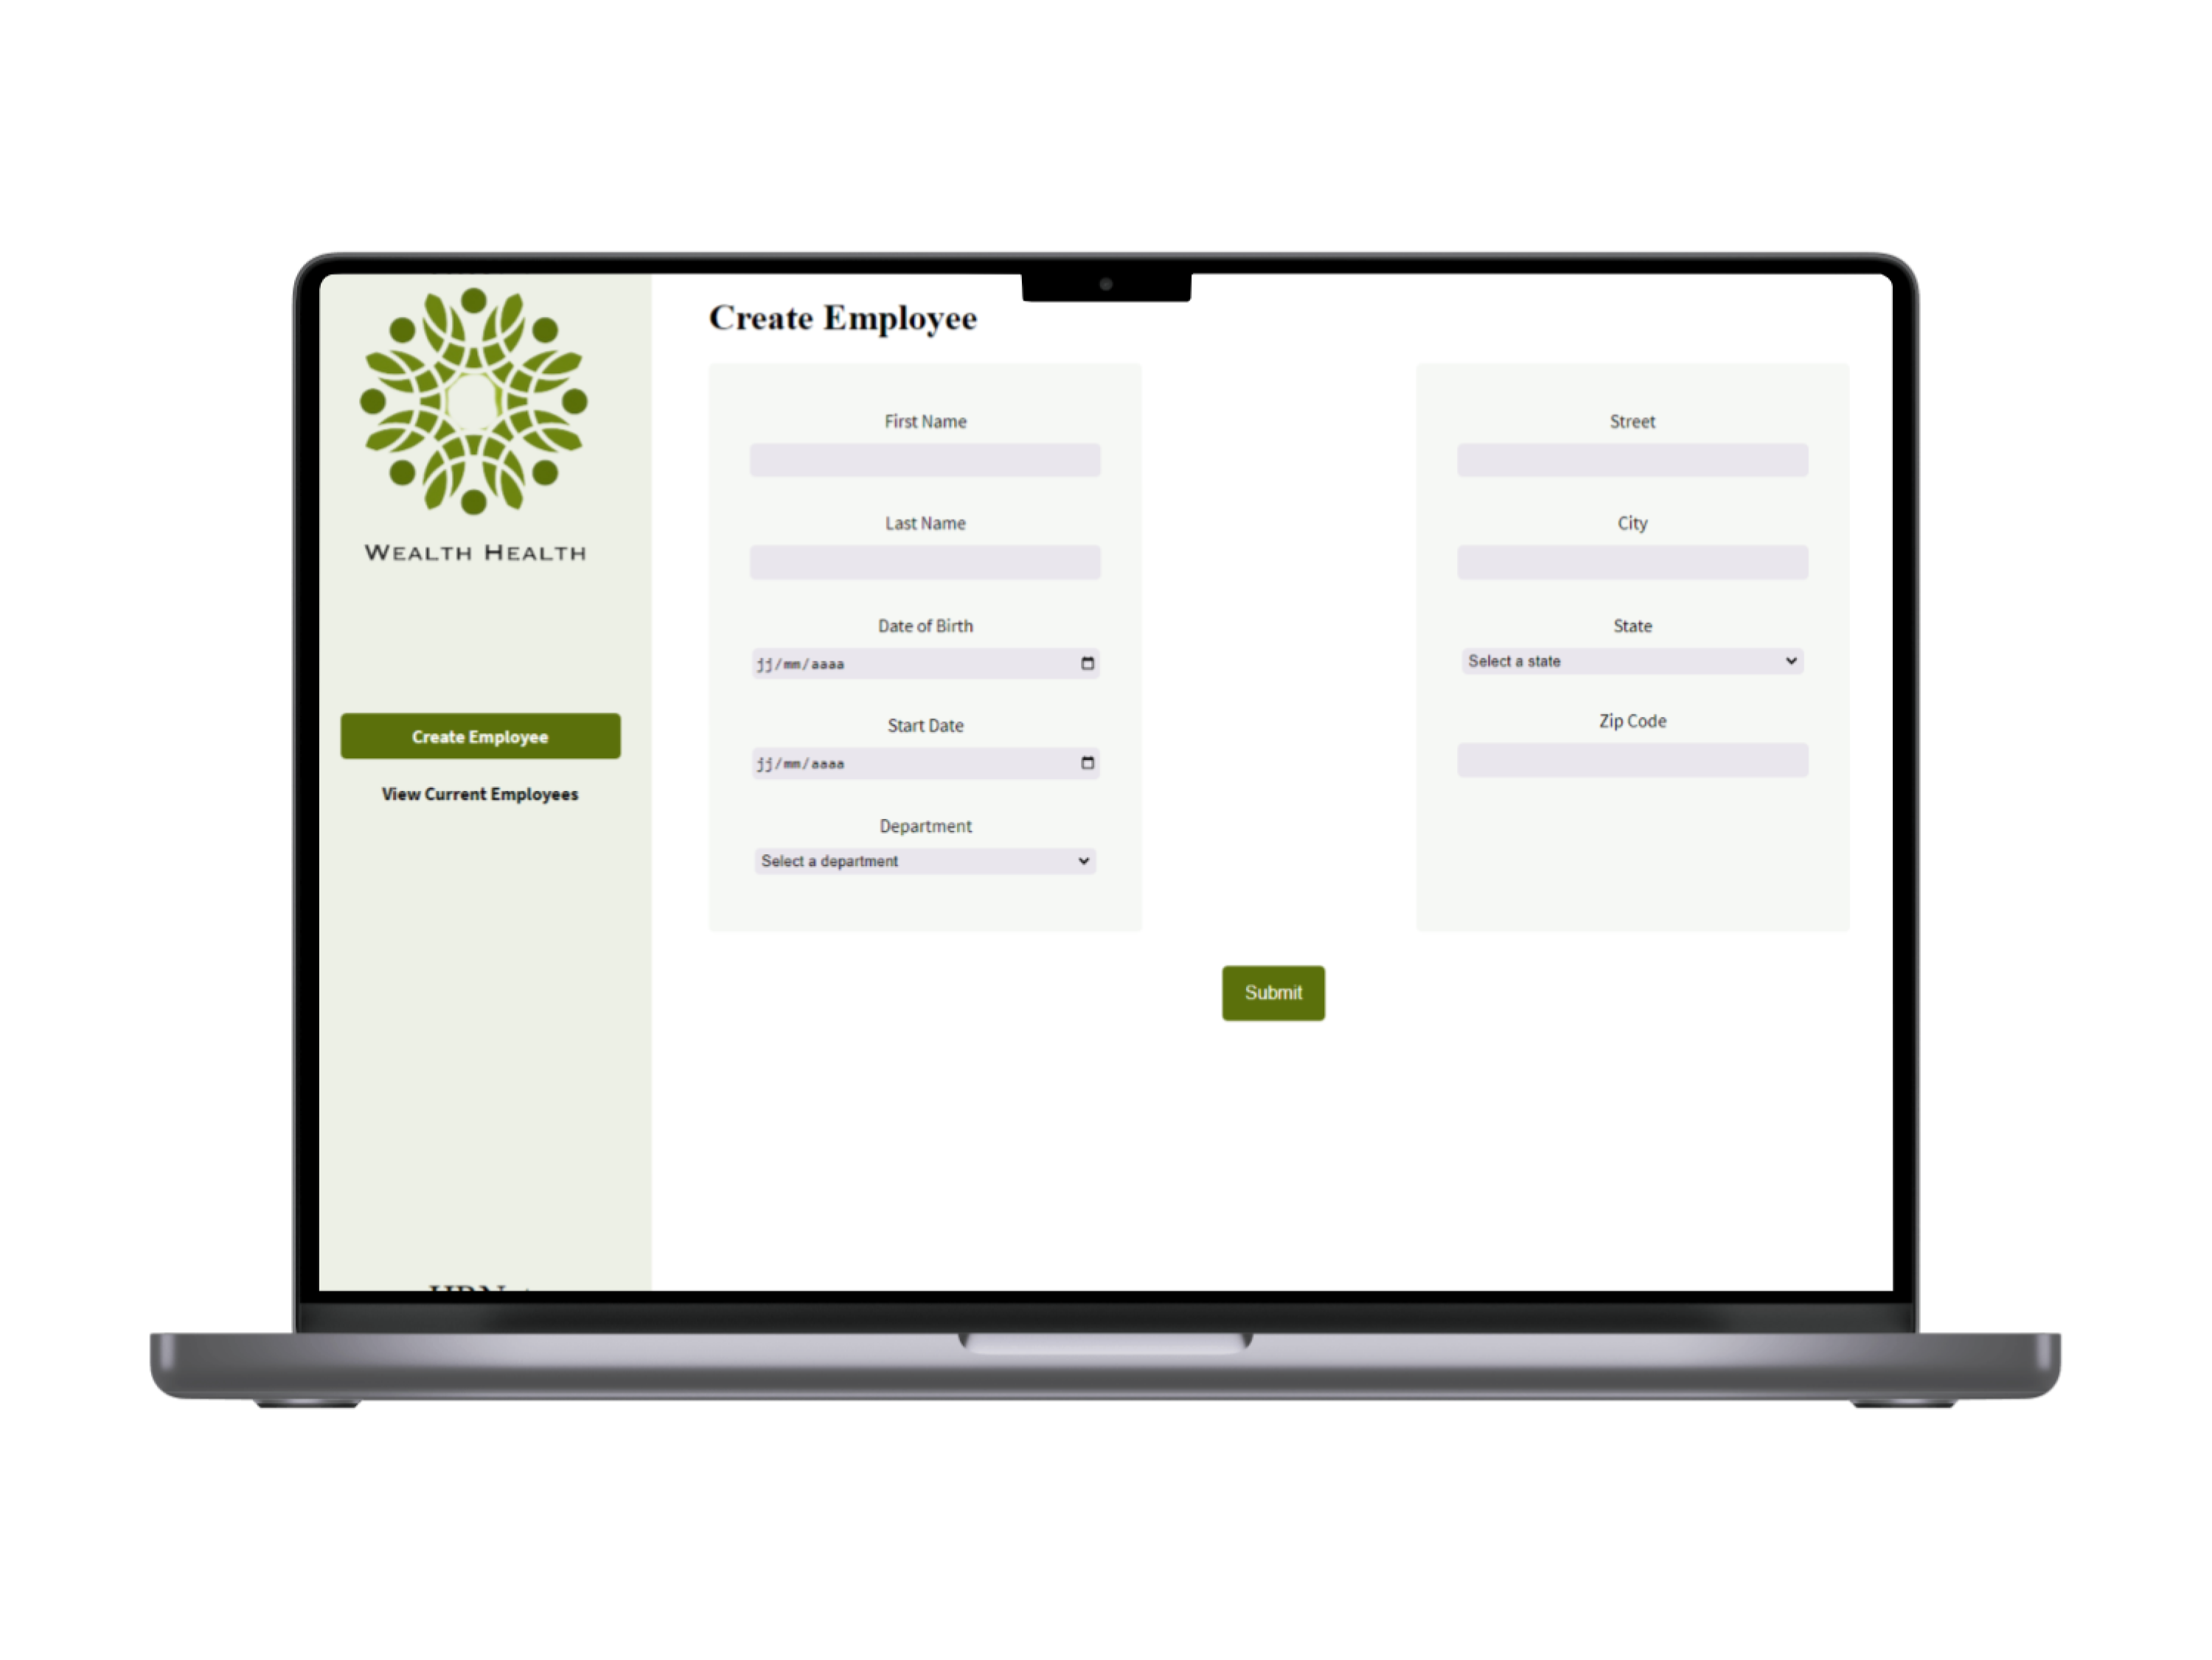 WEALTH HEALTH
Create Employee
View Current Employees
Create Employee
First Name
Last Name
Date of Birth
jj/mm/aaaa
Start Date
jj/mm/aaaa
Department
Select a department
Street
City
State
Select a state
Zip Code
Submit